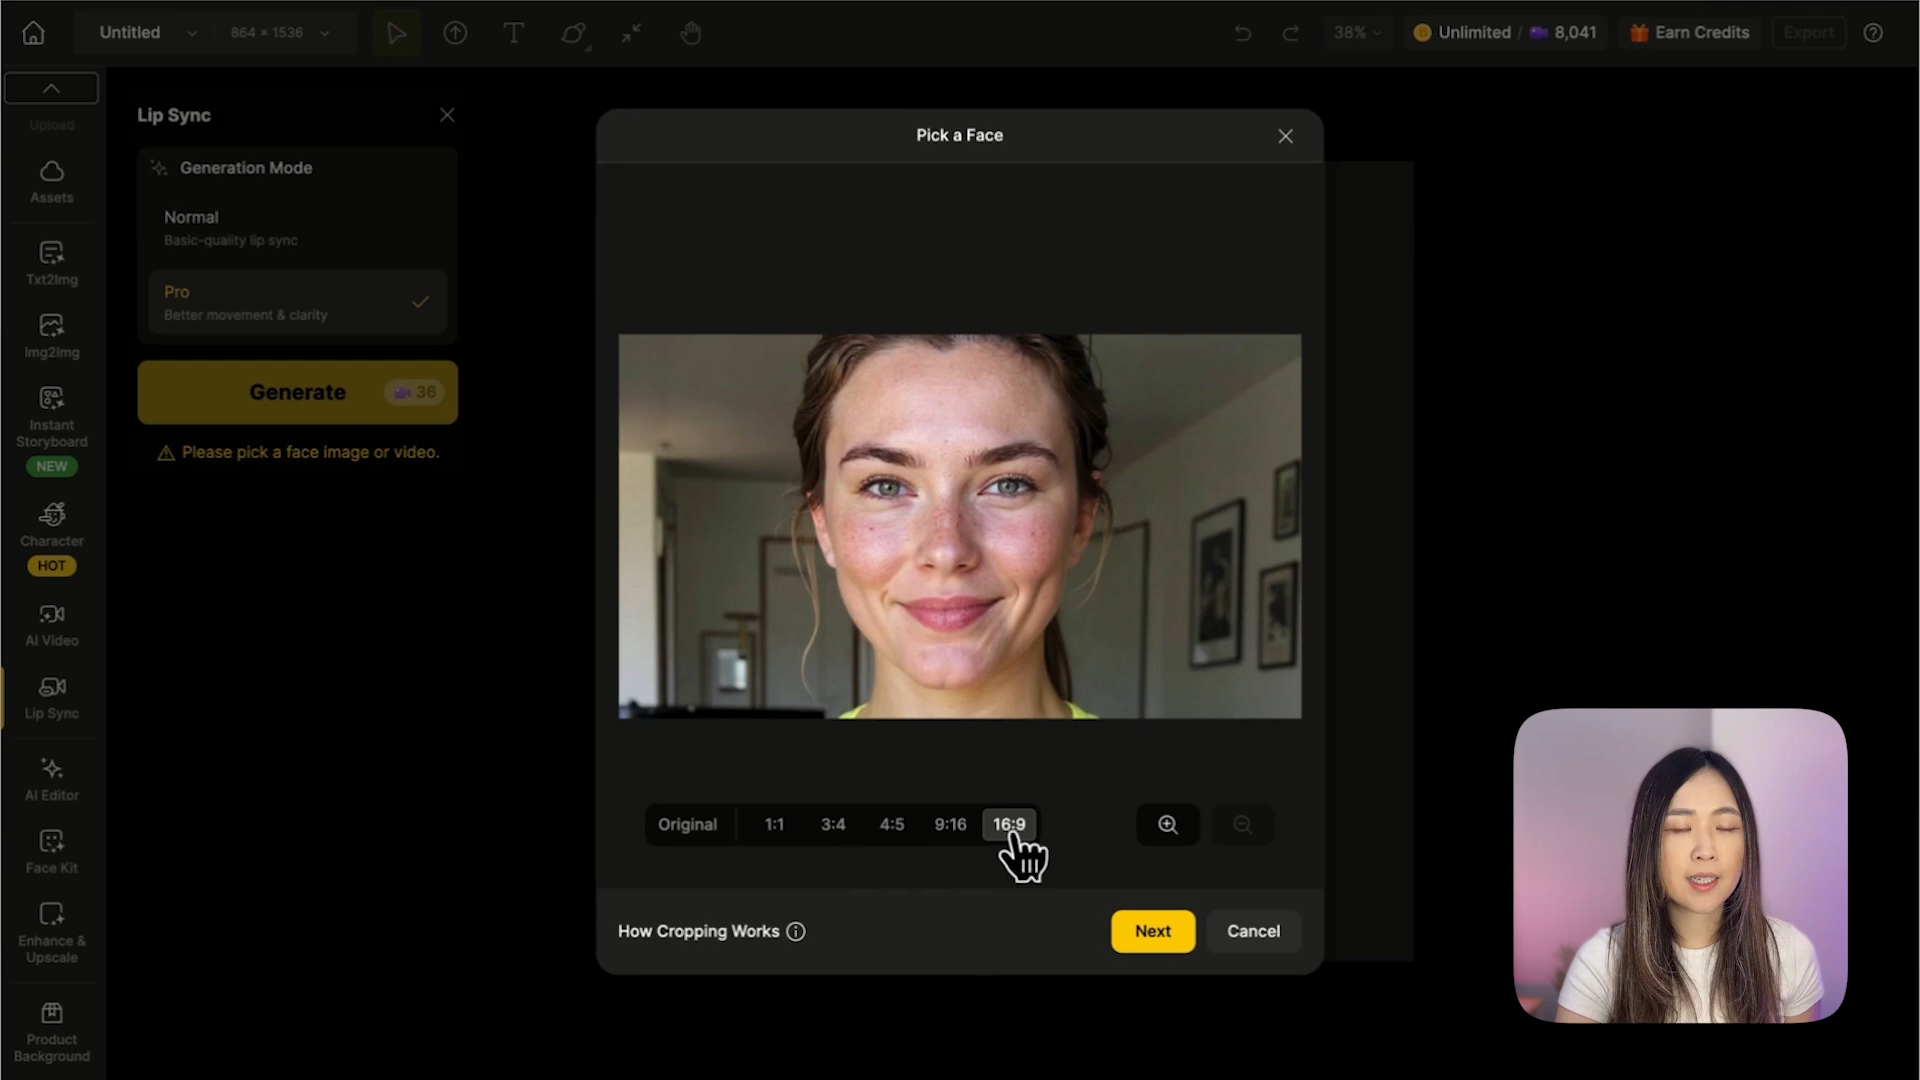 Untitled
864 × 1536
38%
Unlimited / 8,041
Earn Credits
Export
Upload
Assets
Txt2Img
Img2Img
Instant
Storyboard
NEW
Character
HOT
AI Video
Lip Sync
AI Editor
Face Kit
Enhance &
Upscale
Product
Background
Lip Sync
Generation Mode
Normal
Basic-quality lip sync
Pro
Better movement & clarity
Generate 36
Please pick a face image or video.
Pick a Face
Original 1:1 3:4 4:5 9:16 16:9
How Cropping Works
Next Cancel